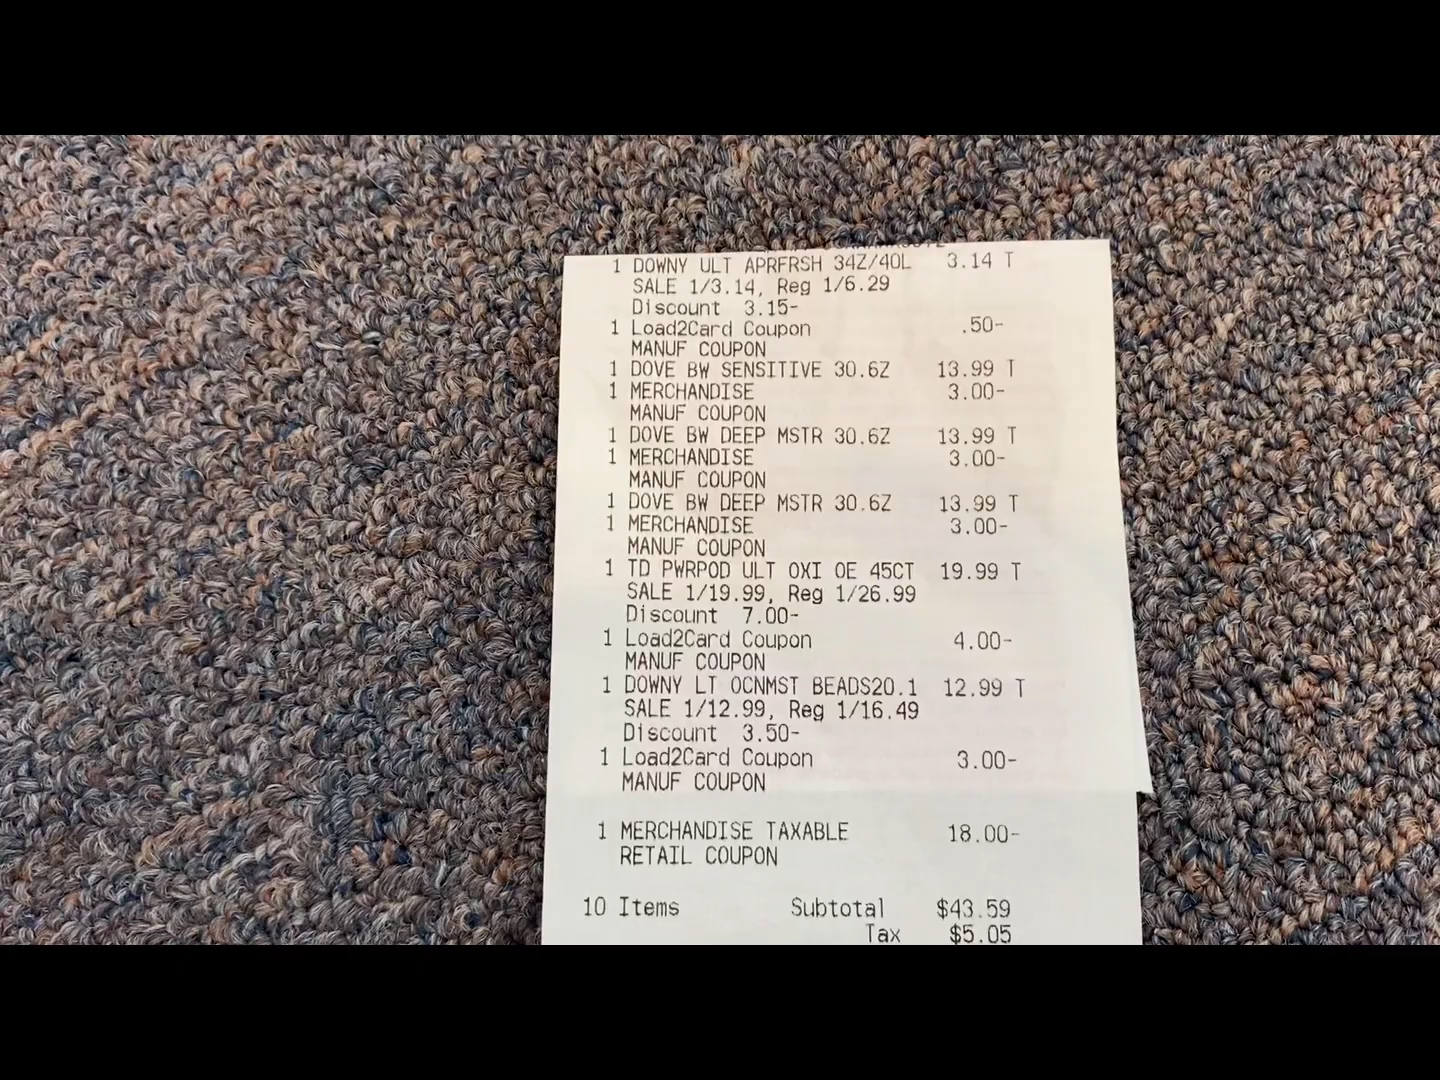 1 DOWNY ULT APRFRSH 34Z/40L 3.14 T
SALE 1/3.14, Reg 1/6.29
Discount 3.15-
1 Load2Card Coupon .50-
MANUF COUPON
1 DOVE BW SENSITIVE 30.6Z 13.99 T
1 MERCHANDISE 3.00-
MANUF COUPON
1 DOVE BW DEEP MSTR 30.6Z 13.99 T
1 MERCHANDISE 3.00-
MANUF COUPON
1 DOVE BW DEEP MSTR 30.6Z 13.99 T
1 MERCHANDISE 3.00-
MANUF COUPON
1 TD PWRPOD ULT OXI OE 45CT 19.99 T
SALE 1/19.99, Reg 1/26.99
Discount 7.00-
1 Load2Card Coupon 4.00-
MANUF COUPON
1 DOWNY LT OCNMST BEADS20.1 12.99 T
SALE 1/12.99, Reg 1/16.49
Discount 3.50-
1 Load2Card Coupon 3.00-
MANUF COUPON
1 MERCHANDISE TAXABLE 18.00-
RETAIL COUPON
10 Items Subtotal $43.59
Tax $5.05